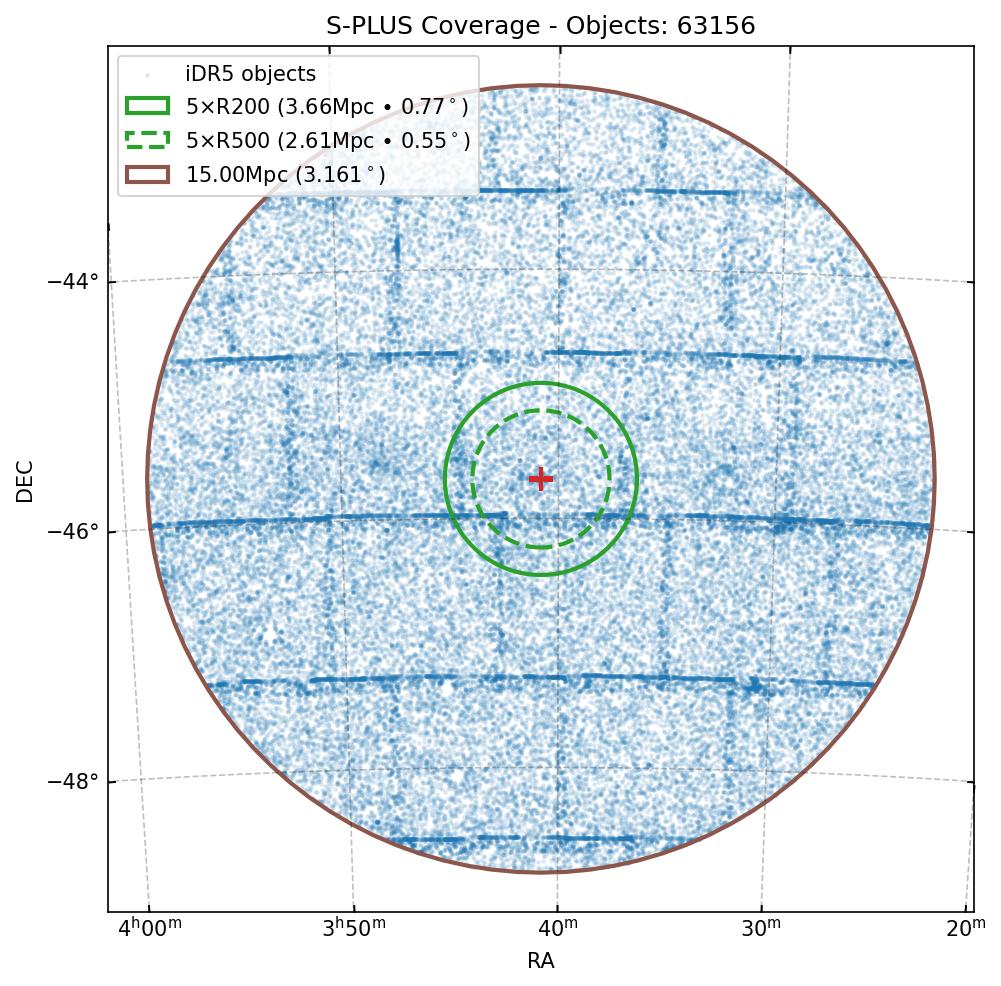 S-PLUS Coverage - Objects: 63156
iDR5 objects
5×R200 (3.66Mpc • 0.77°)
5×R500 (2.61Mpc • 0.55°)
15.00Mpc (3.161°)
−44°
−46°
−48°
DEC
4ʰ00ᵐ 3ʰ50ᵐ 40ᵐ 30ᵐ 20ᵐ
RA